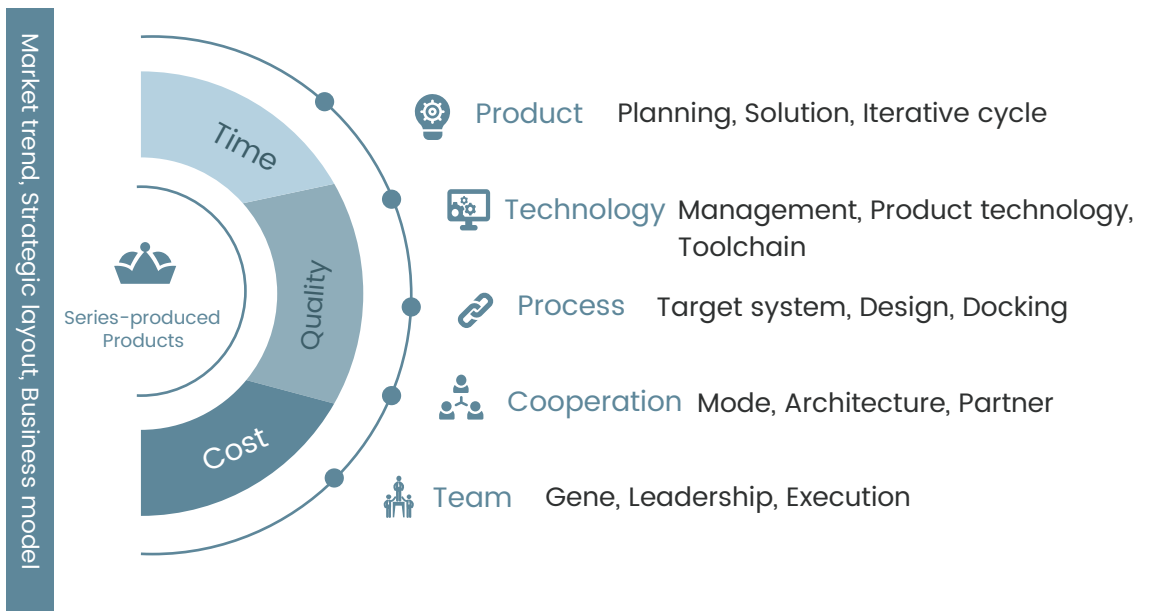 Market trend, Strategic layout, Business model
Time
Quality
Cost
Series-produced
Products
Product Planning, Solution, Iterative cycle
Technology Management, Product technology,
Toolchain
Process Target system, Design, Docking
Cooperation Mode, Architecture, Partner
Team Gene, Leadership, Execution